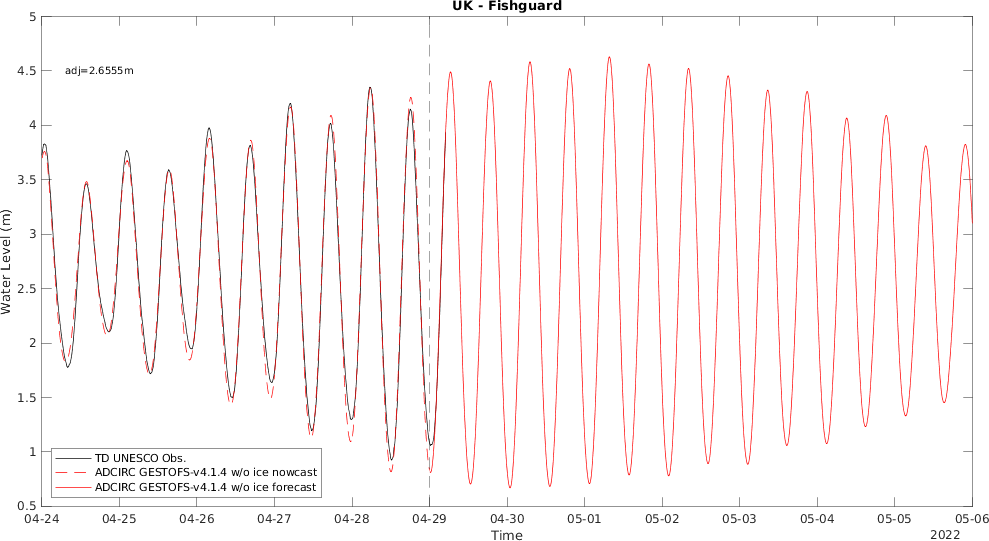 UK - Fishguard
adj=2.6555m
Water Level (m)
5
4.5
4
3.5
3
2.5
2
1.5
1
0.5
TD UNESCO Obs.
ADCIRC GESTOFS-v4.1.4 w/o ice nowcast
ADCIRC GESTOFS-v4.1.4 w/o ice forecast
04-24 04-25 04-26 04-27 04-28 04-29 04-30 05-01 05-02 05-03 05-04 05-05 05-06
Time
2022